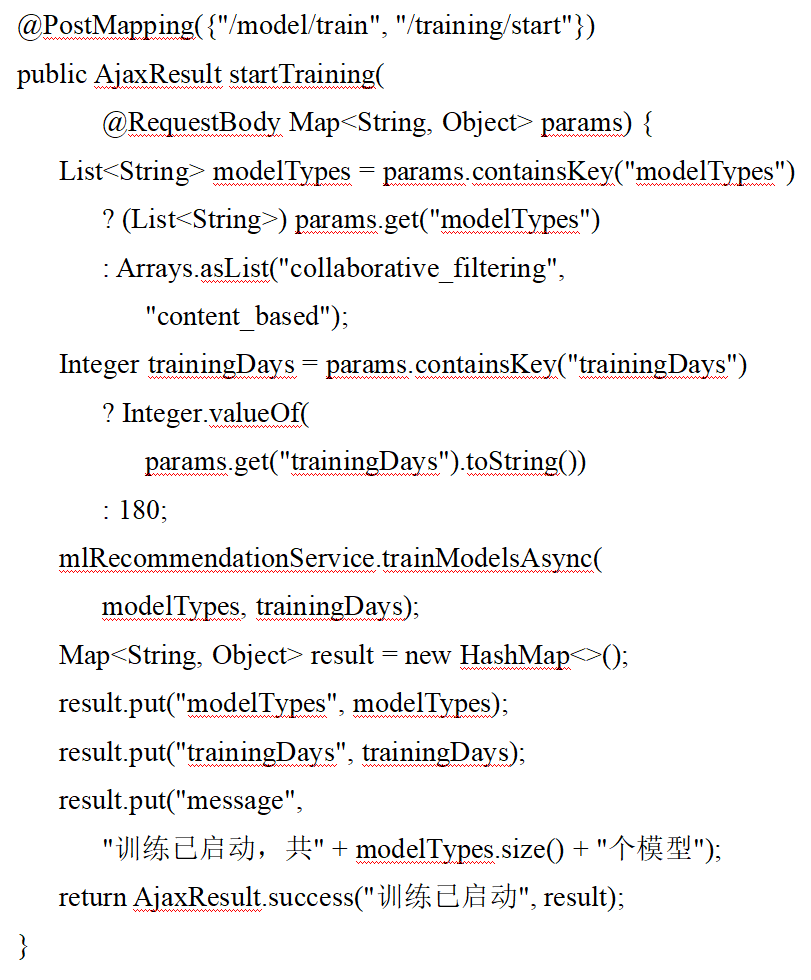 @PostMapping({"/model/train", "/training/start"})
public AjaxResult startTraining(
@RequestBody Map<String, Object> params) {
List<String> modelTypes = params.containsKey("modelTypes")
? (List<String>) params.get("modelTypes")
: Arrays.asList("collaborative_filtering",
"content_based");
Integer trainingDays = params.containsKey("trainingDays")
? Integer.valueOf(
params.get("trainingDays").toString())
: 180;
mlRecommendationService.trainModelsAsync(
modelTypes, trainingDays);
Map<String, Object> result = new HashMap<>();
result.put("modelTypes", modelTypes);
result.put("trainingDays", trainingDays);
result.put("message",
"训练已启动，共" + modelTypes.size() + "个模型");
return AjaxResult.success("训练已启动", result);
}